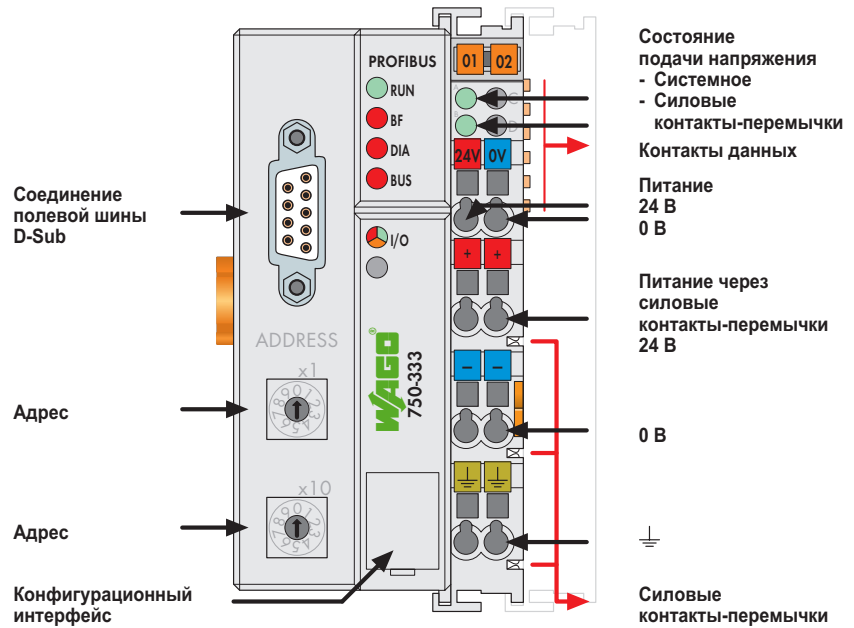 Соединение
полевой шины
D-Sub
Адрес
Адрес
Конфигурационный
интерфейс
PROFIBUS
RUN
BF
DIA
BUS
I/O
ADDRESS
x1
x10
WAGO®
750-333
01 02
A C
B D
24V 0V
+ +
− −
Состояние
подачи напряжения
- Системное
- Силовые
контакты-перемычки
Контакты данных
Питание
24 В
0 В
Питание через
силовые
контакты-перемычки
24 В
0 В
Силовые
контакты-перемычки